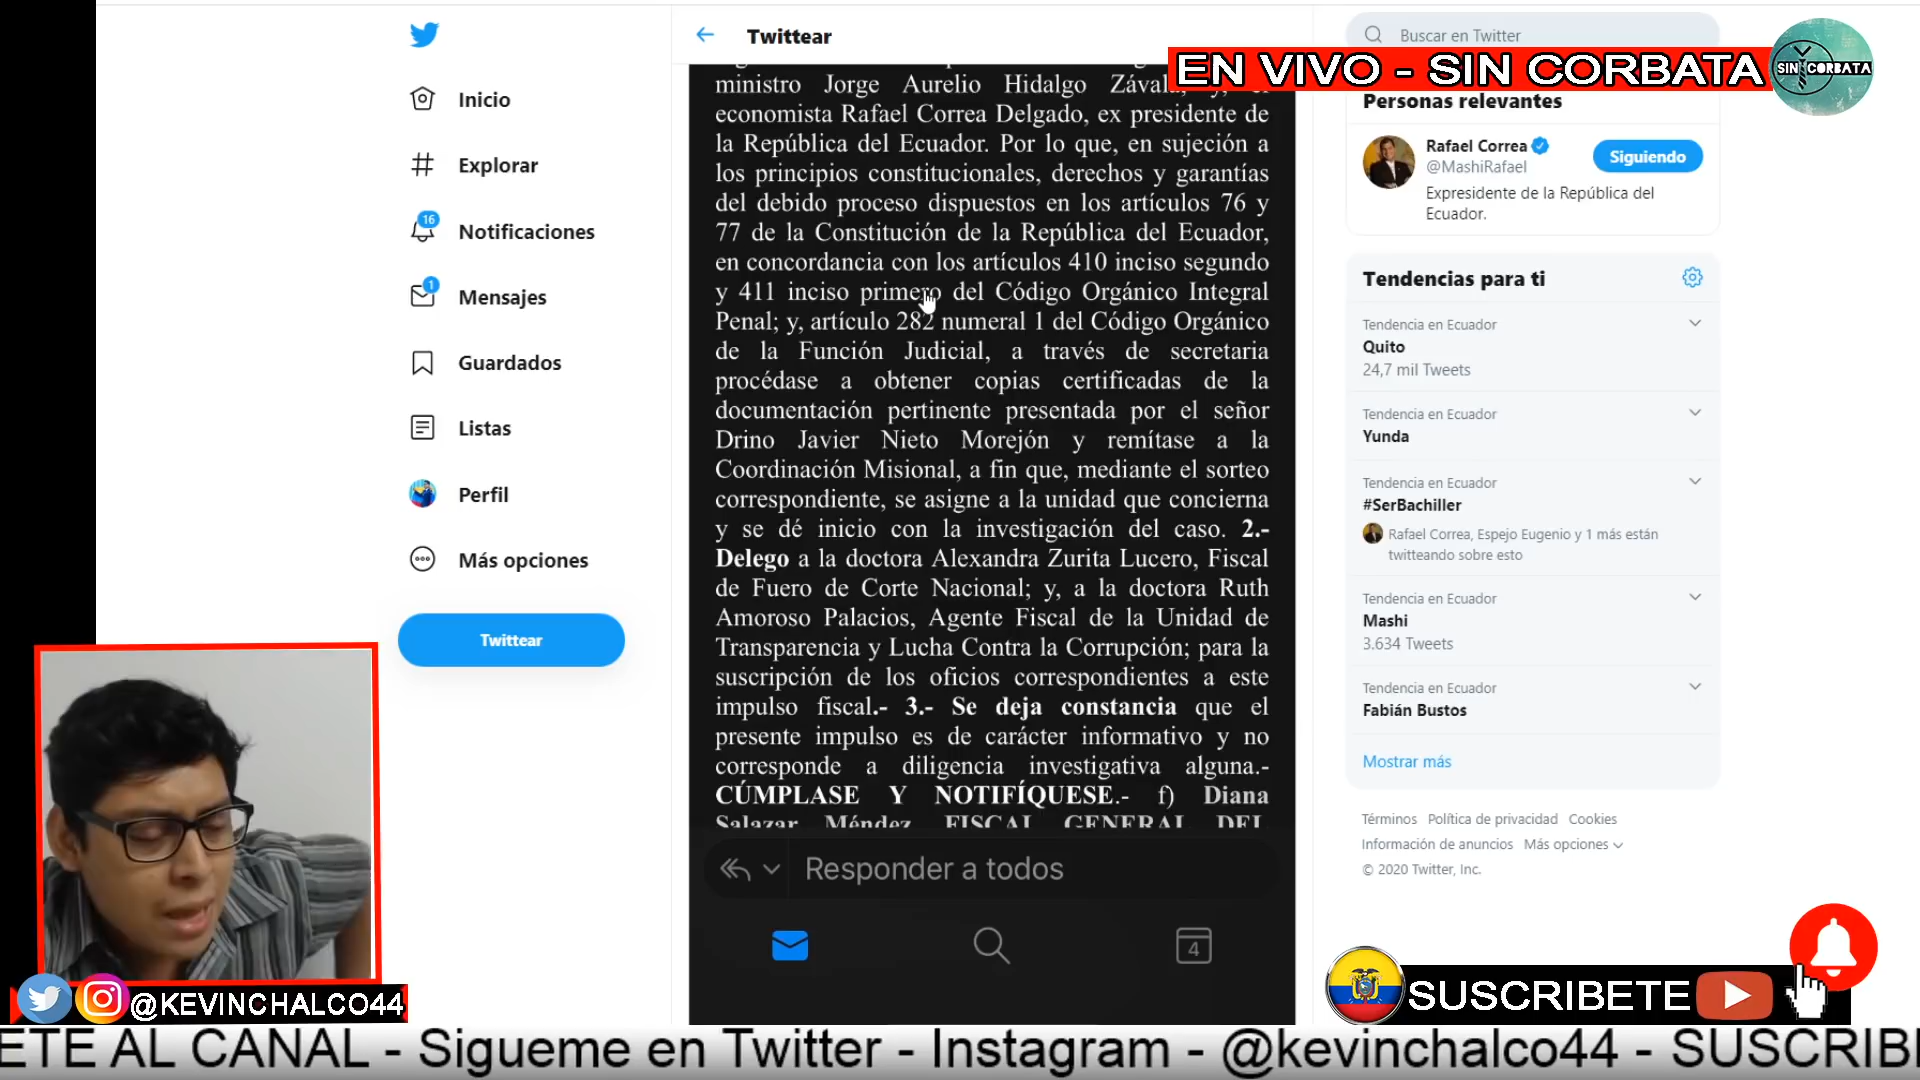 Twittear
Buscar en Twitter
EN VIVO - SIN CORBATA
SIN CORBATA
Inicio
Explorar
16
Notificaciones
1
Mensajes
Guardados
Listas
Perfil
Más opciones
Twittear
ministro Jorge Aurelio Hidalgo
economista Rafael Correa Delgado, ex presidente de
la República del Ecuador. Por lo que, en sujeción a
los principios constitucionales, derechos y garantías
del debido proceso dispuestos en los artículos 76 y
77 de la Constitución de la República del Ecuador,
en concordancia con los artículos 410 inciso segundo
y 411 inciso primero del Código Orgánico Integral
Penal; y, artículo 282 numeral 1 del Código Orgánico
de la Función Judicial, a través de secretaria
procédase a obtener copias certificadas de la
documentación pertinente presentada por el señor
Drino Javier Nieto Morejón y remítase a la
Coordinación Misional, a fin que, mediante el sorteo
correspondiente, se asigne a la unidad que concierna
y se dé inicio con la investigación del caso. 2.-
Delego a la doctora Alexandra Zurita Lucero, Fiscal
de Fuero de Corte Nacional; y, a la doctora Ruth
Amoroso Palacios, Agente Fiscal de la Unidad de
Transparencia y Lucha Contra la Corrupción; para la
suscripción de los oficios correspondientes a este
impulso fiscal.- 3.- Se deja constancia que el
presente impulso es de carácter informativo y no
corresponde a diligencia investigativa alguna.-
CÚMPLASE Y NOTIFÍQUESE.- f) Diana
Salazar Méndez FISCAL GENERAL DEL
Responder a todos
4
Personas relevantes
Rafael Correa
@MashiRafael
Siguiendo
Expresidente de la República del
Ecuador.
Tendencias para ti
Tendencia en Ecuador
Quito
24,7 mil Tweets
Tendencia en Ecuador
Yunda
Tendencia en Ecuador
#SerBachiller
Rafael Correa, Espejo Eugenio y 1 más están
twitteando sobre esto
Tendencia en Ecuador
Mashi
3.634 Tweets
Tendencia en Ecuador
Fabián Bustos
Mostrar más
Términos Política de privacidad Cookies
Información de anuncios Más opciones
© 2020 Twitter, Inc.
@KEVINCHALCO44
SUSCRIBETE
ETE AL CANAL - Sigueme en Twitter - Instagram - @kevinchalco44 - SUSCRIB